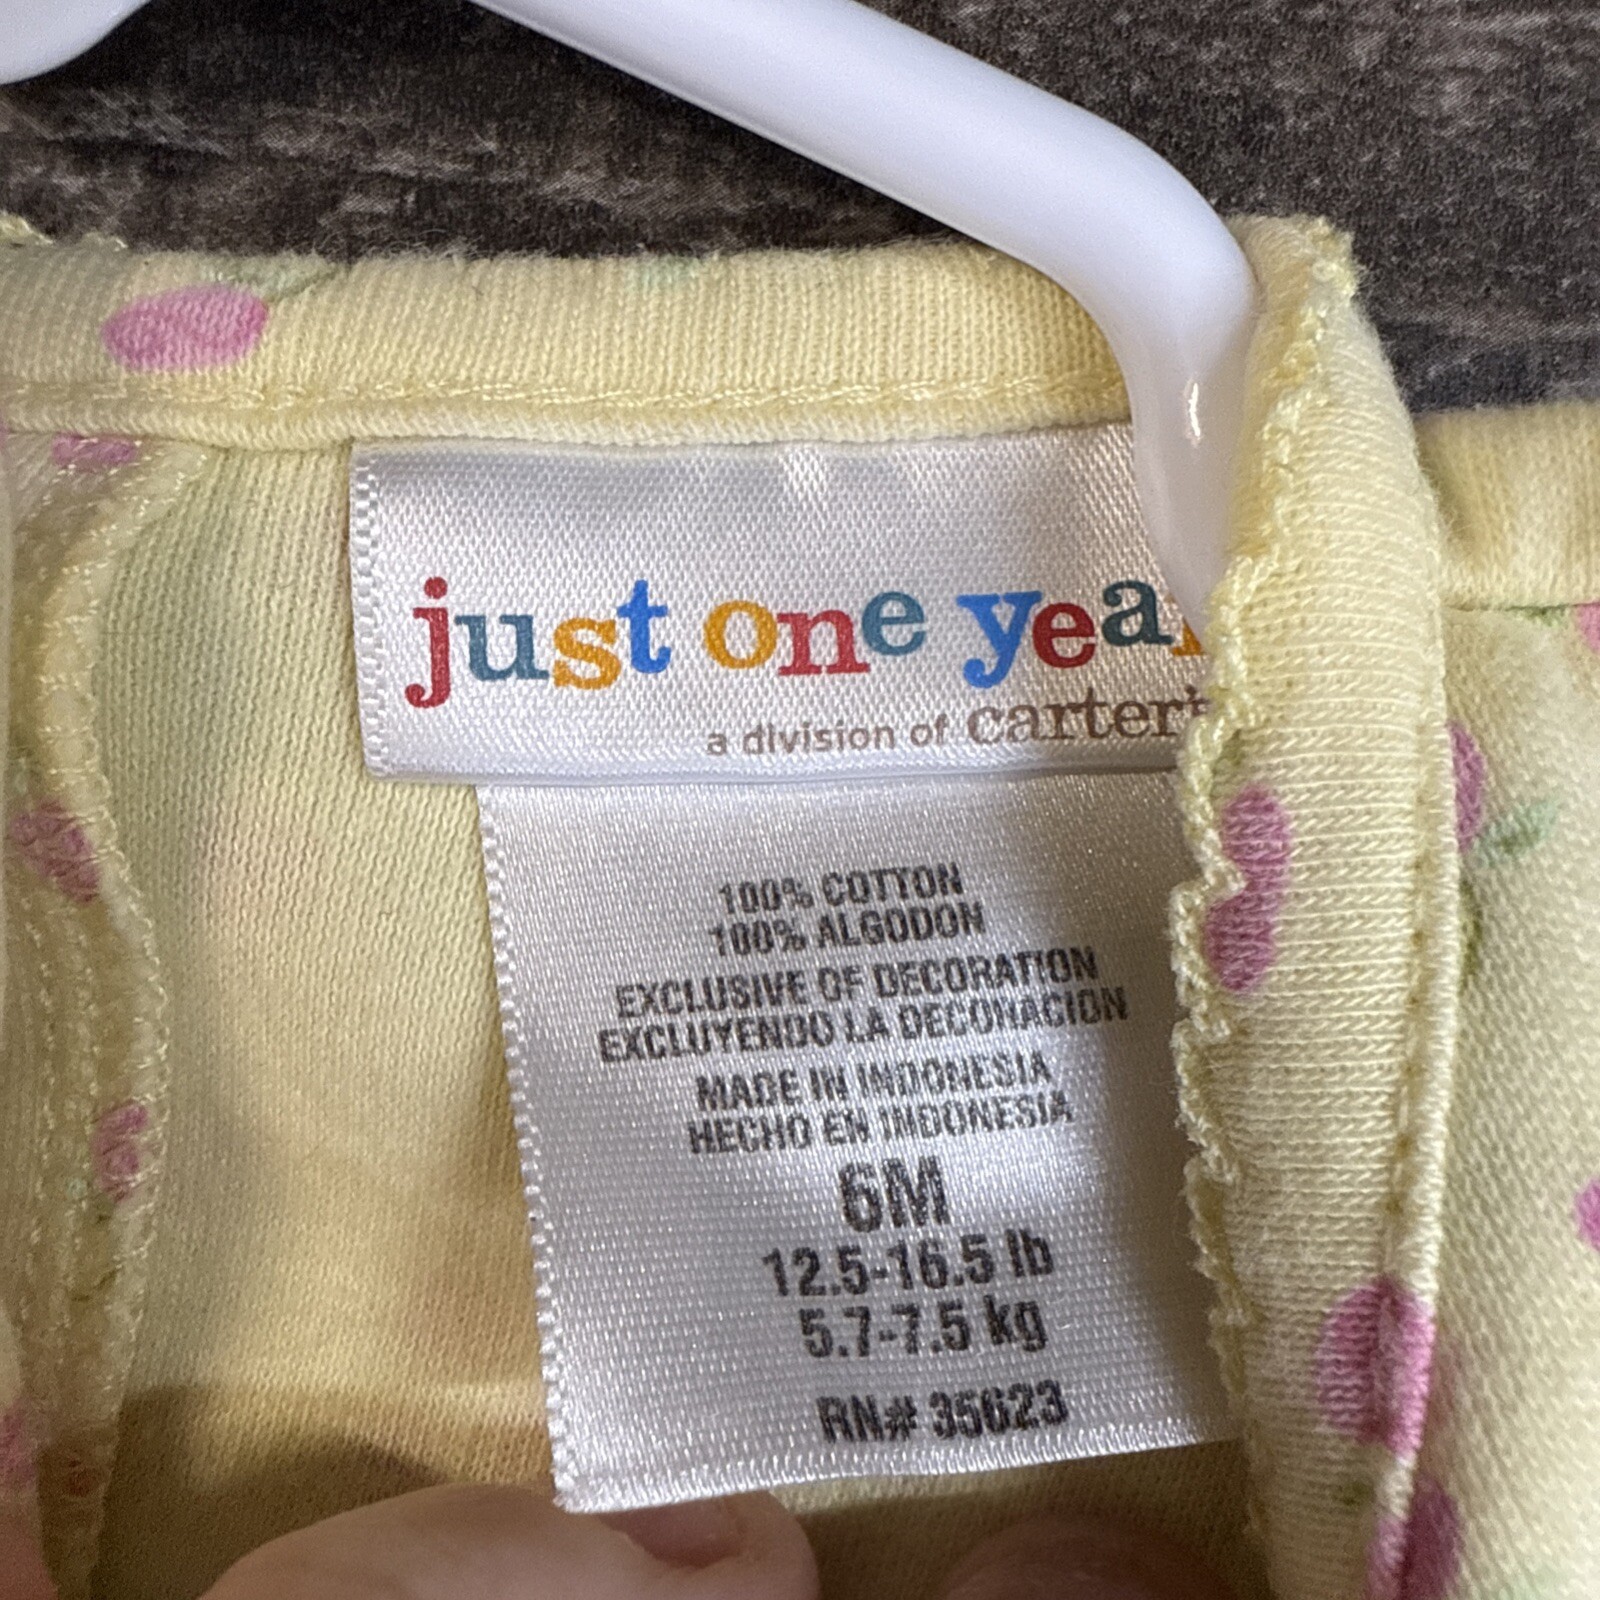 just one year
a division of carter's
100% COTTON
100% ALGODON
EXCLUSIVE OF DECORATION
EXCLUYENDO LA DECORACION
MADE IN INDONESIA
HECHO EN INDONESIA
6M
12.5-16.5 lb
5.7-7.5 kg
RN# 35623